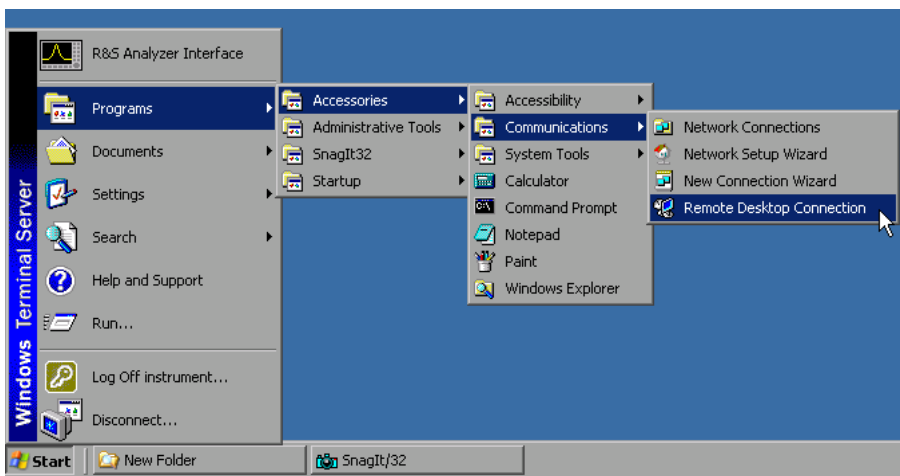 R&S Analyzer Interface
Programs
Documents
Settings
Search
Help and Support
Run...
Log Off instrument...
Disconnect...
Windows Terminal Server
Accessories
Administrative Tools
SnagIt32
Startup
Accessibility
Communications
System Tools
Calculator
Command Prompt
Notepad
Paint
Windows Explorer
Network Connections
Network Setup Wizard
New Connection Wizard
Remote Desktop Connection
Start
New Folder
SnagIt/32